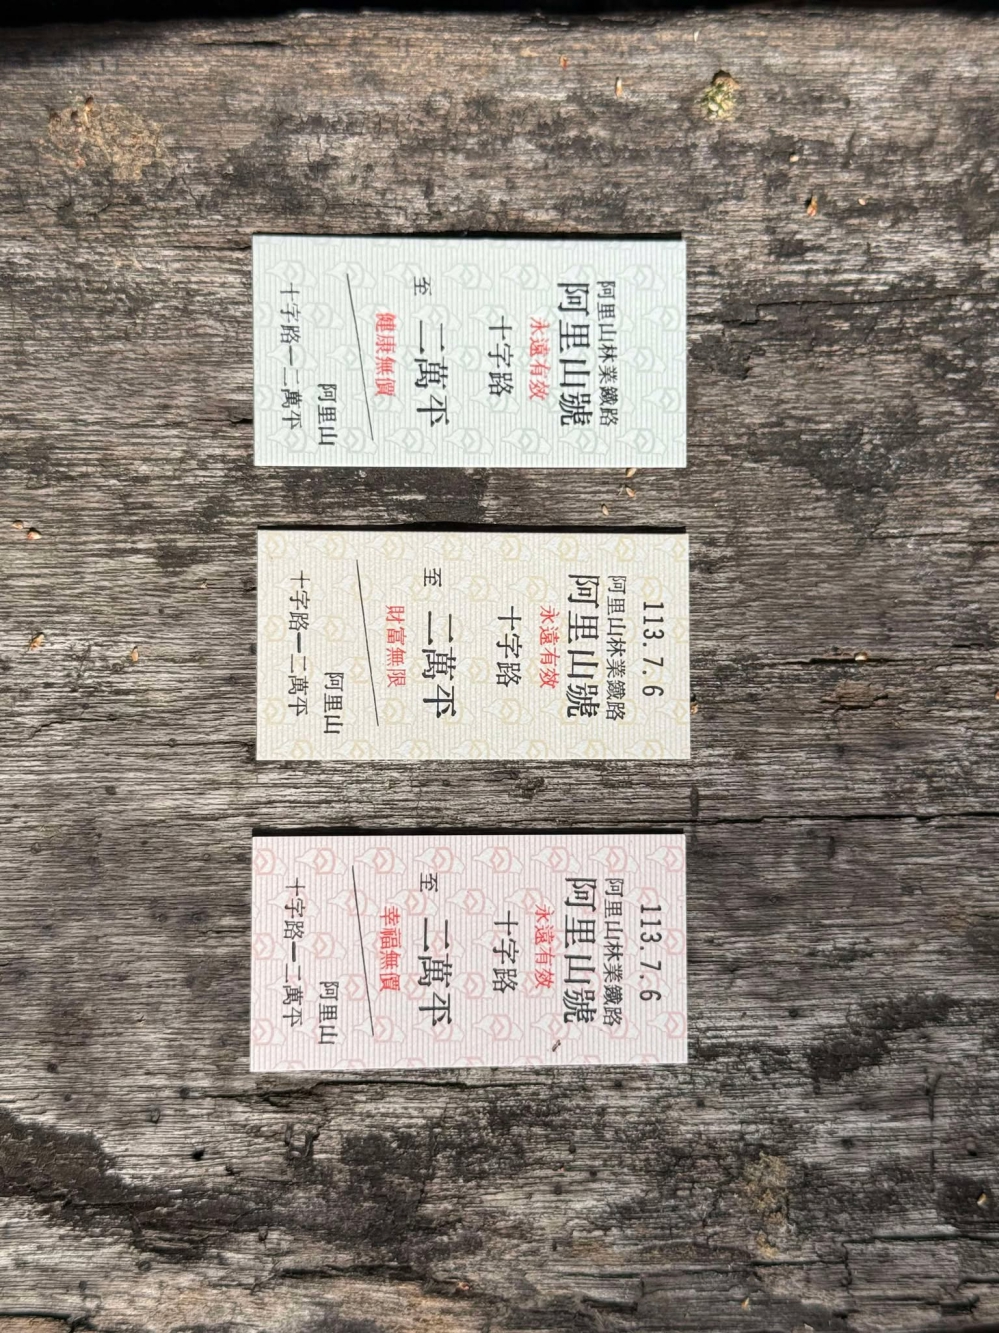 阿里山林業鐵路
阿里山號
永遠有效
十字路
至 二萬平
健康無價
阿里山
十字路—二萬平
113.7.6
阿里山林業鐵路
阿里山號
永遠有效
十字路
至 二萬平
財富無限
阿里山
十字路—二萬平
113.7.6
阿里山林業鐵路
阿里山號
永遠有效
十字路
至 二萬平
幸福無價
阿里山
十字路—二萬平